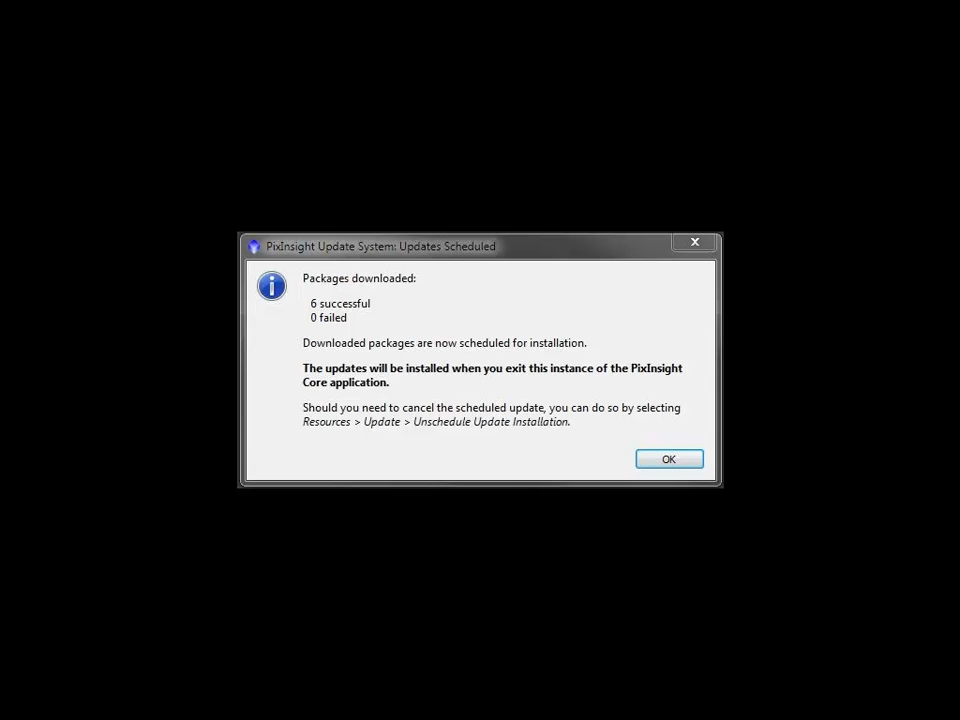 PixInsight Update System: Updates Scheduled
Packages downloaded:
6 successful
0 failed
Downloaded packages are now scheduled for installation.
The updates will be installed when you exit this instance of the PixInsight
Core application.
Should you need to cancel the scheduled update, you can do so by selecting
Resources > Update > Unschedule Update Installation.
OK